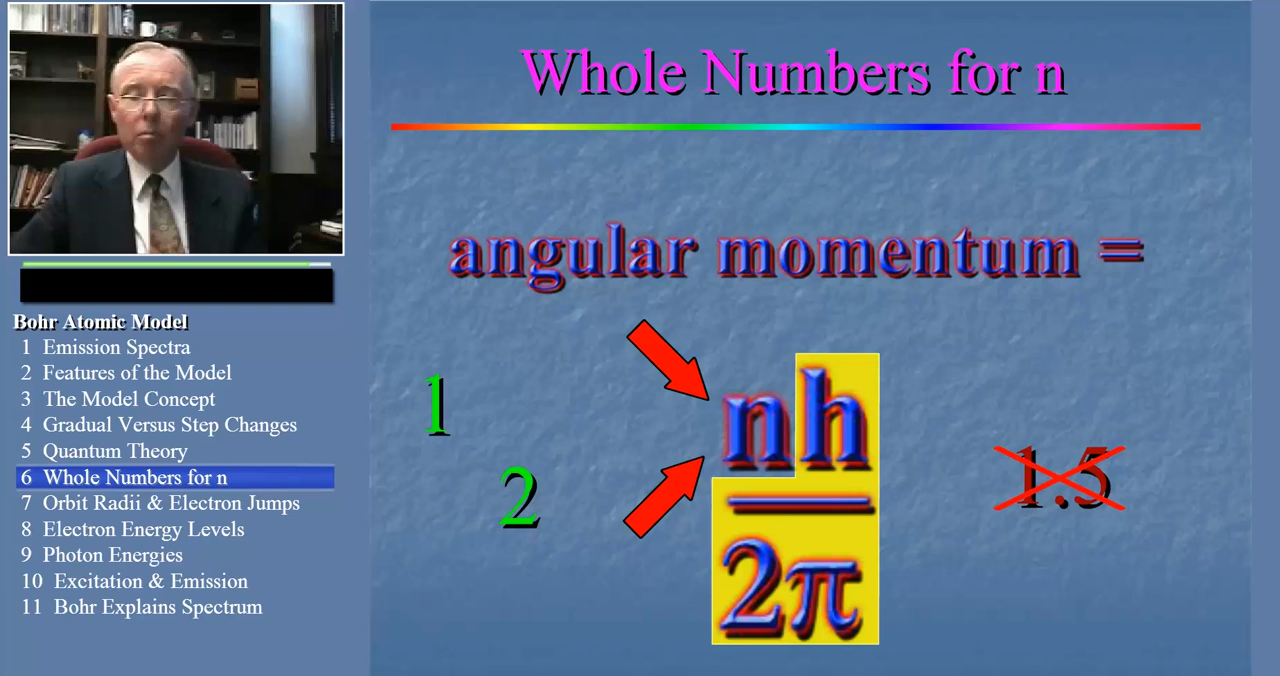 Whole Numbers for n
angular momentum =
1
2
nh
2π
1.5
Bohr Atomic Model
1 Emission Spectra
2 Features of the Model
3 The Model Concept
4 Gradual Versus Step Changes
5 Quantum Theory
6 Whole Numbers for n
7 Orbit Radii & Electron Jumps
8 Electron Energy Levels
9 Photon Energies
10 Excitation & Emission
11 Bohr Explains Spectrum